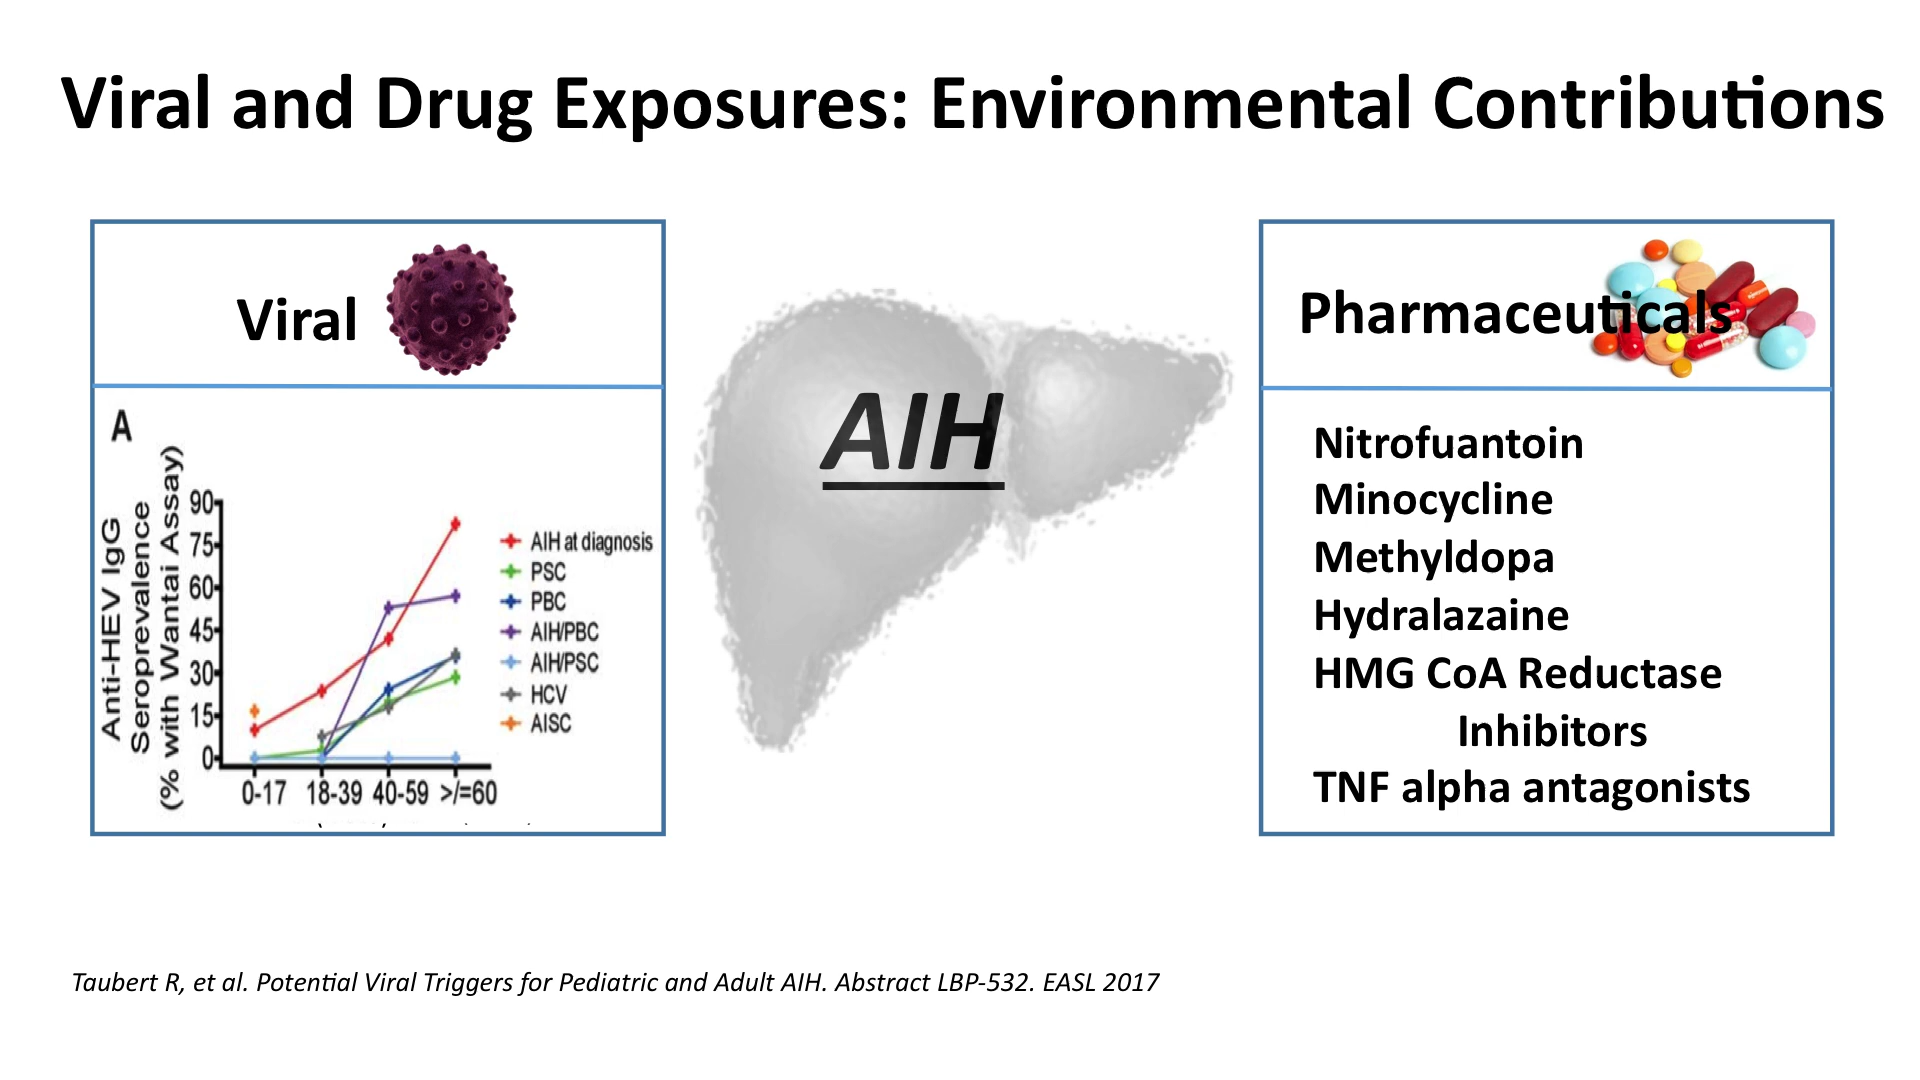 Viral and Drug Exposures: Environmental Contributions
Viral
A
Anti-HEV IgG
Seroprevalence
(% with Wantai Assay)
90
75
60
45
30
15
0
0-17 18-39 40-59 >/=60
AIH at diagnosis
PSC
PBC
AIH/PBC
AIH/PSC
HCV
AISC
AIH
Pharmaceuticals
Nitrofuantoin
Minocycline
Methyldopa
Hydralazaine
HMG CoA Reductase
Inhibitors
TNF alpha antagonists
Taubert R, et al. Potential Viral Triggers for Pediatric and Adult AIH. Abstract LBP-532. EASL 2017